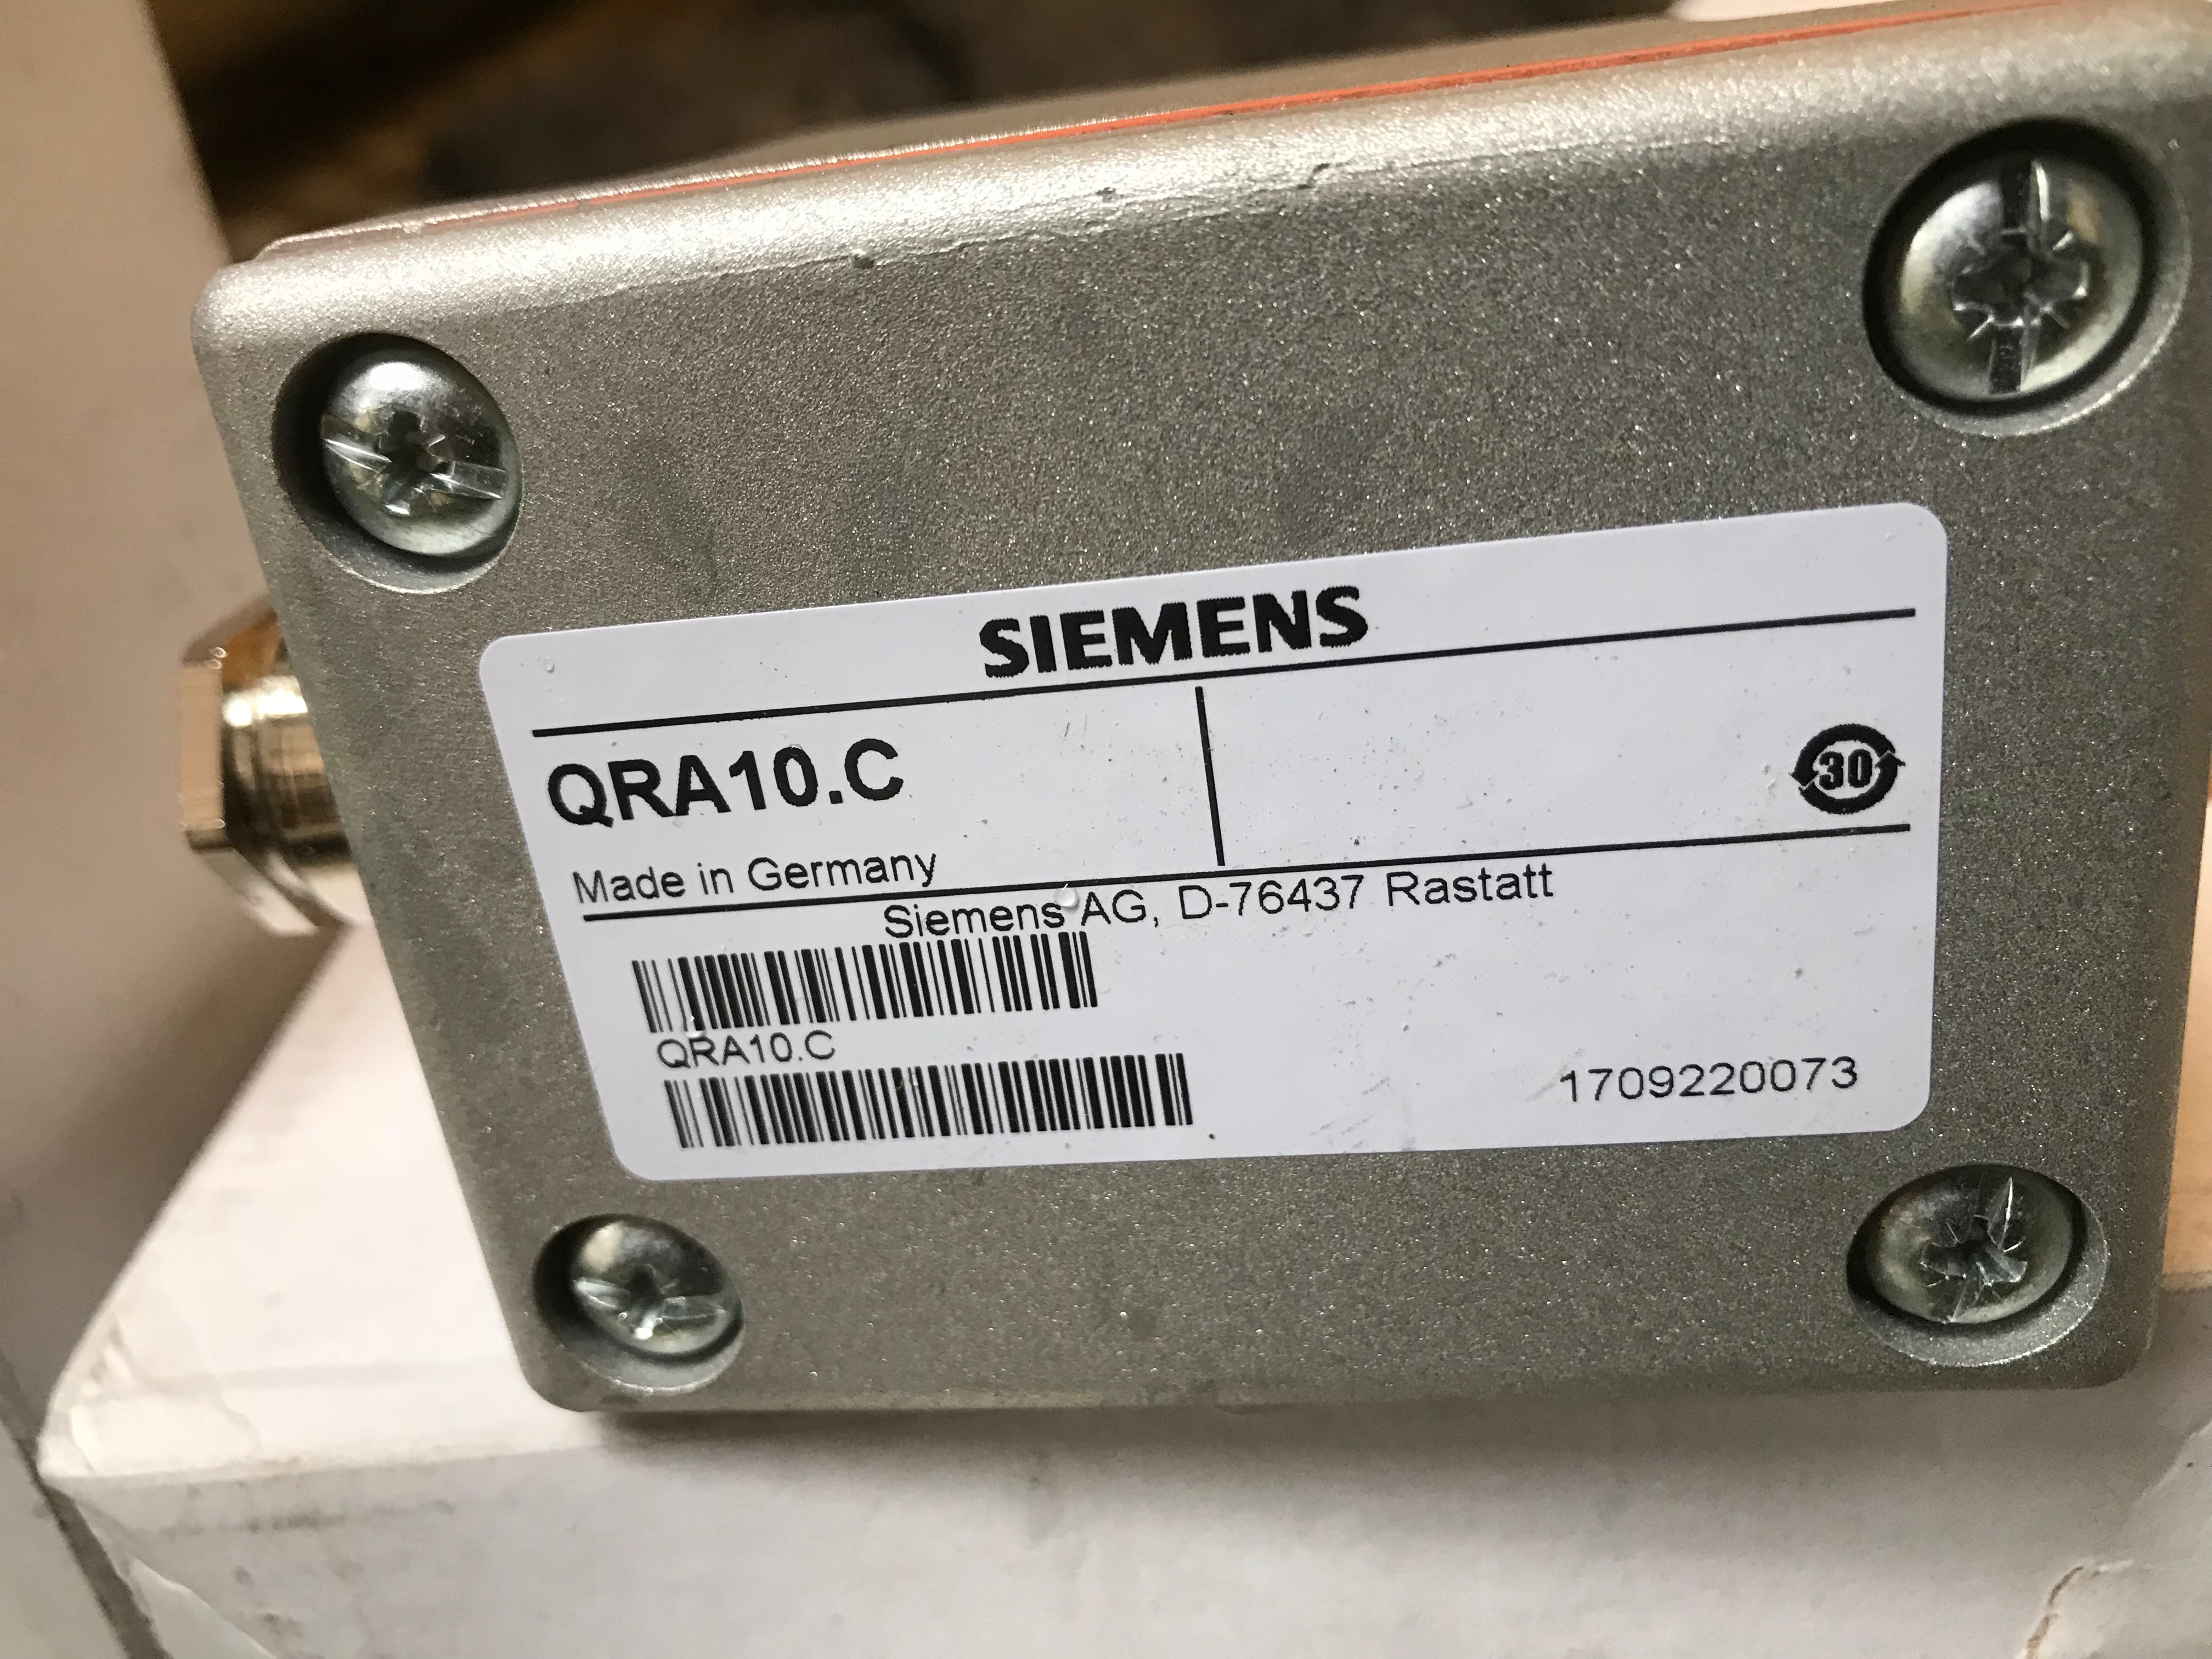 SIEMENS
QRA10.C
30
Made in Germany
Siemens AG, D-76437 Rastatt
QRA10.C
1709220073